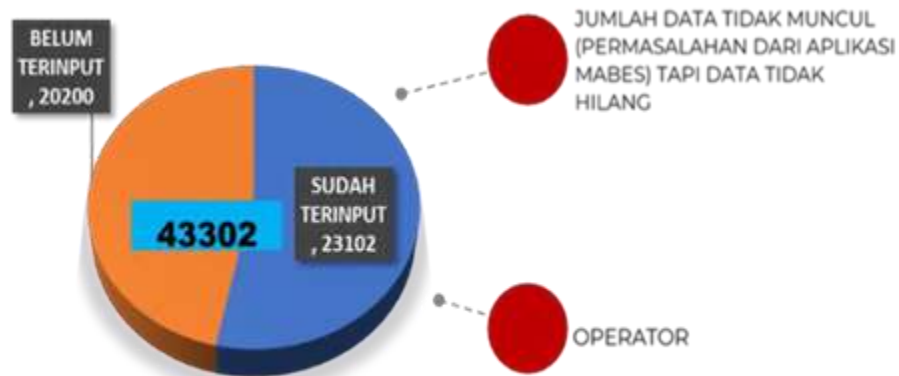 BELUM
TERINPUT
, 20200
43302
SUDAH
TERINPUT
, 23102
JUMLAH DATA TIDAK MUNCUL
(PERMASALAHAN DARI APLIKASI
MABES) TAPI DATA TIDAK
HILANG
OPERATOR